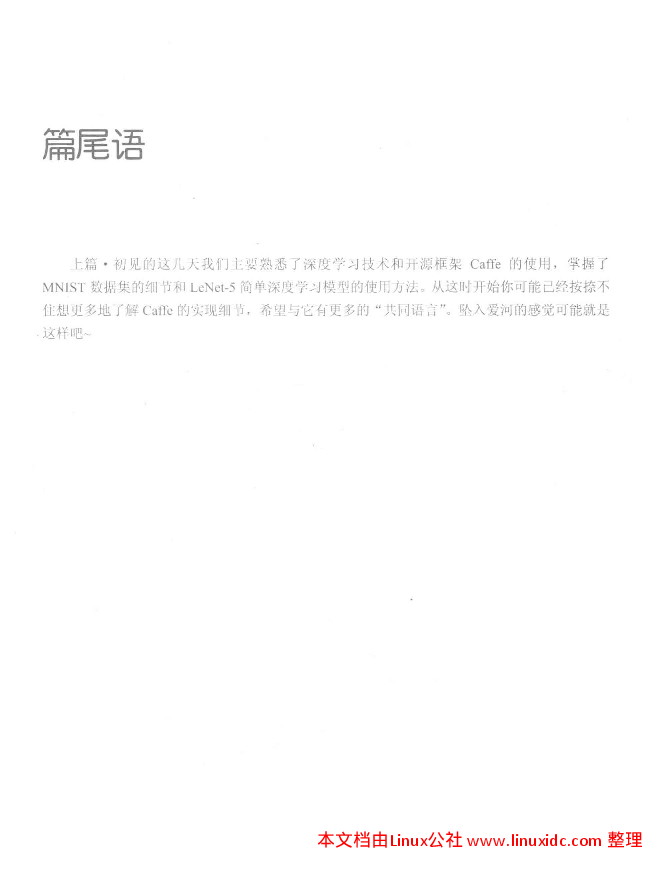 篇尾语
上篇·初见的这几天我们主要熟悉了深度学习技术和开源框架 Caffe 的使用，掌握了
MNIST 数据集的细节和 LeNet-5 简单深度学习模型的使用方法。从这时开始你可能已经按捺不
住想更多地了解 Caffe 的实现细节，希望与它有更多的“共同语言”。坠入爱河的感觉可能就是
这样吧~
本文档由Linux公社 www.linuxidc.com 整理